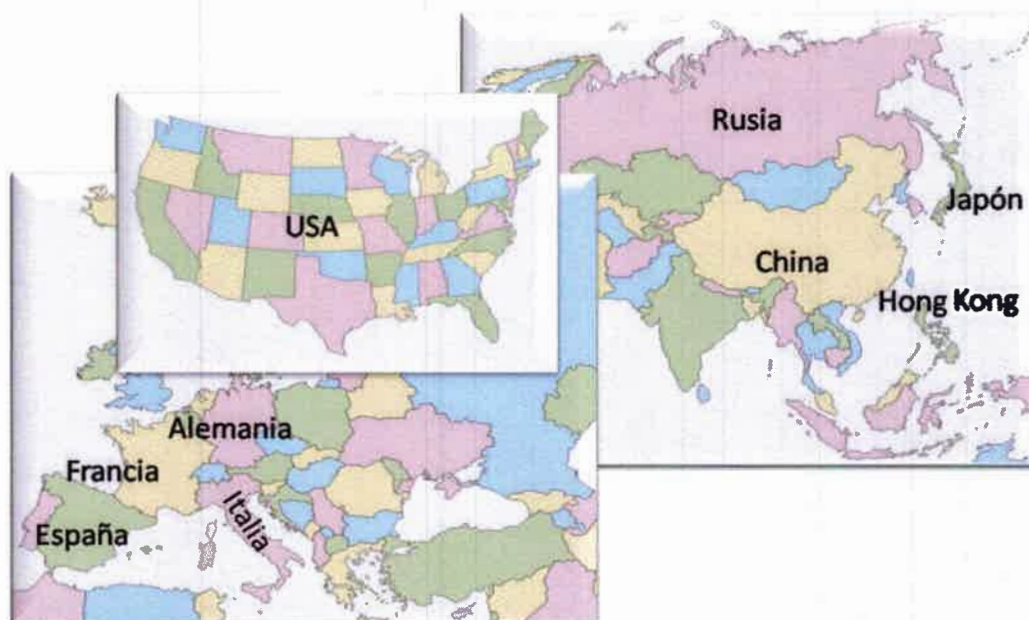 Rusia
Japón
USA
China
Hong Kong
Alemania
Francia
Italia
España